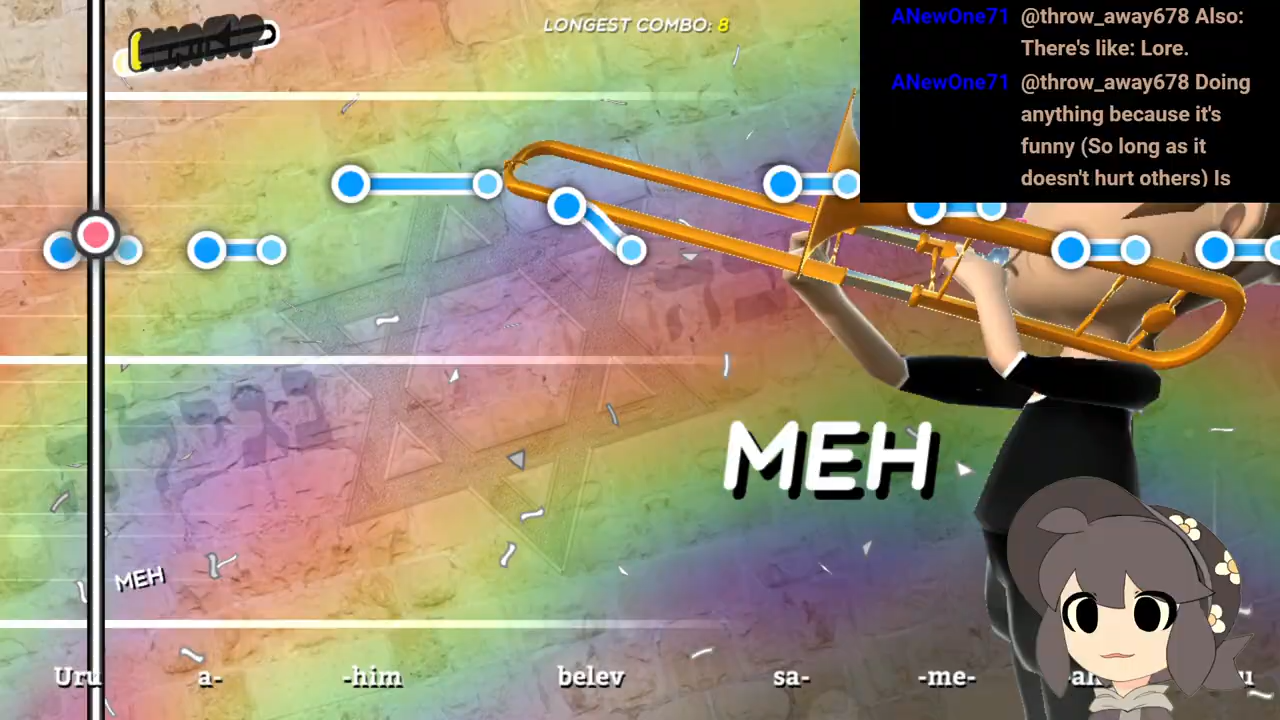 LONGEST COMBO: 8
ANewOne71 @throw_away678 Also:
There's like: Lore.
ANewOne71 @throw_away678 Doing
anything because it's
funny (So long as it
doesn't hurt others) Is
MEH
MEH
Uru a- -him belev sa- -me-